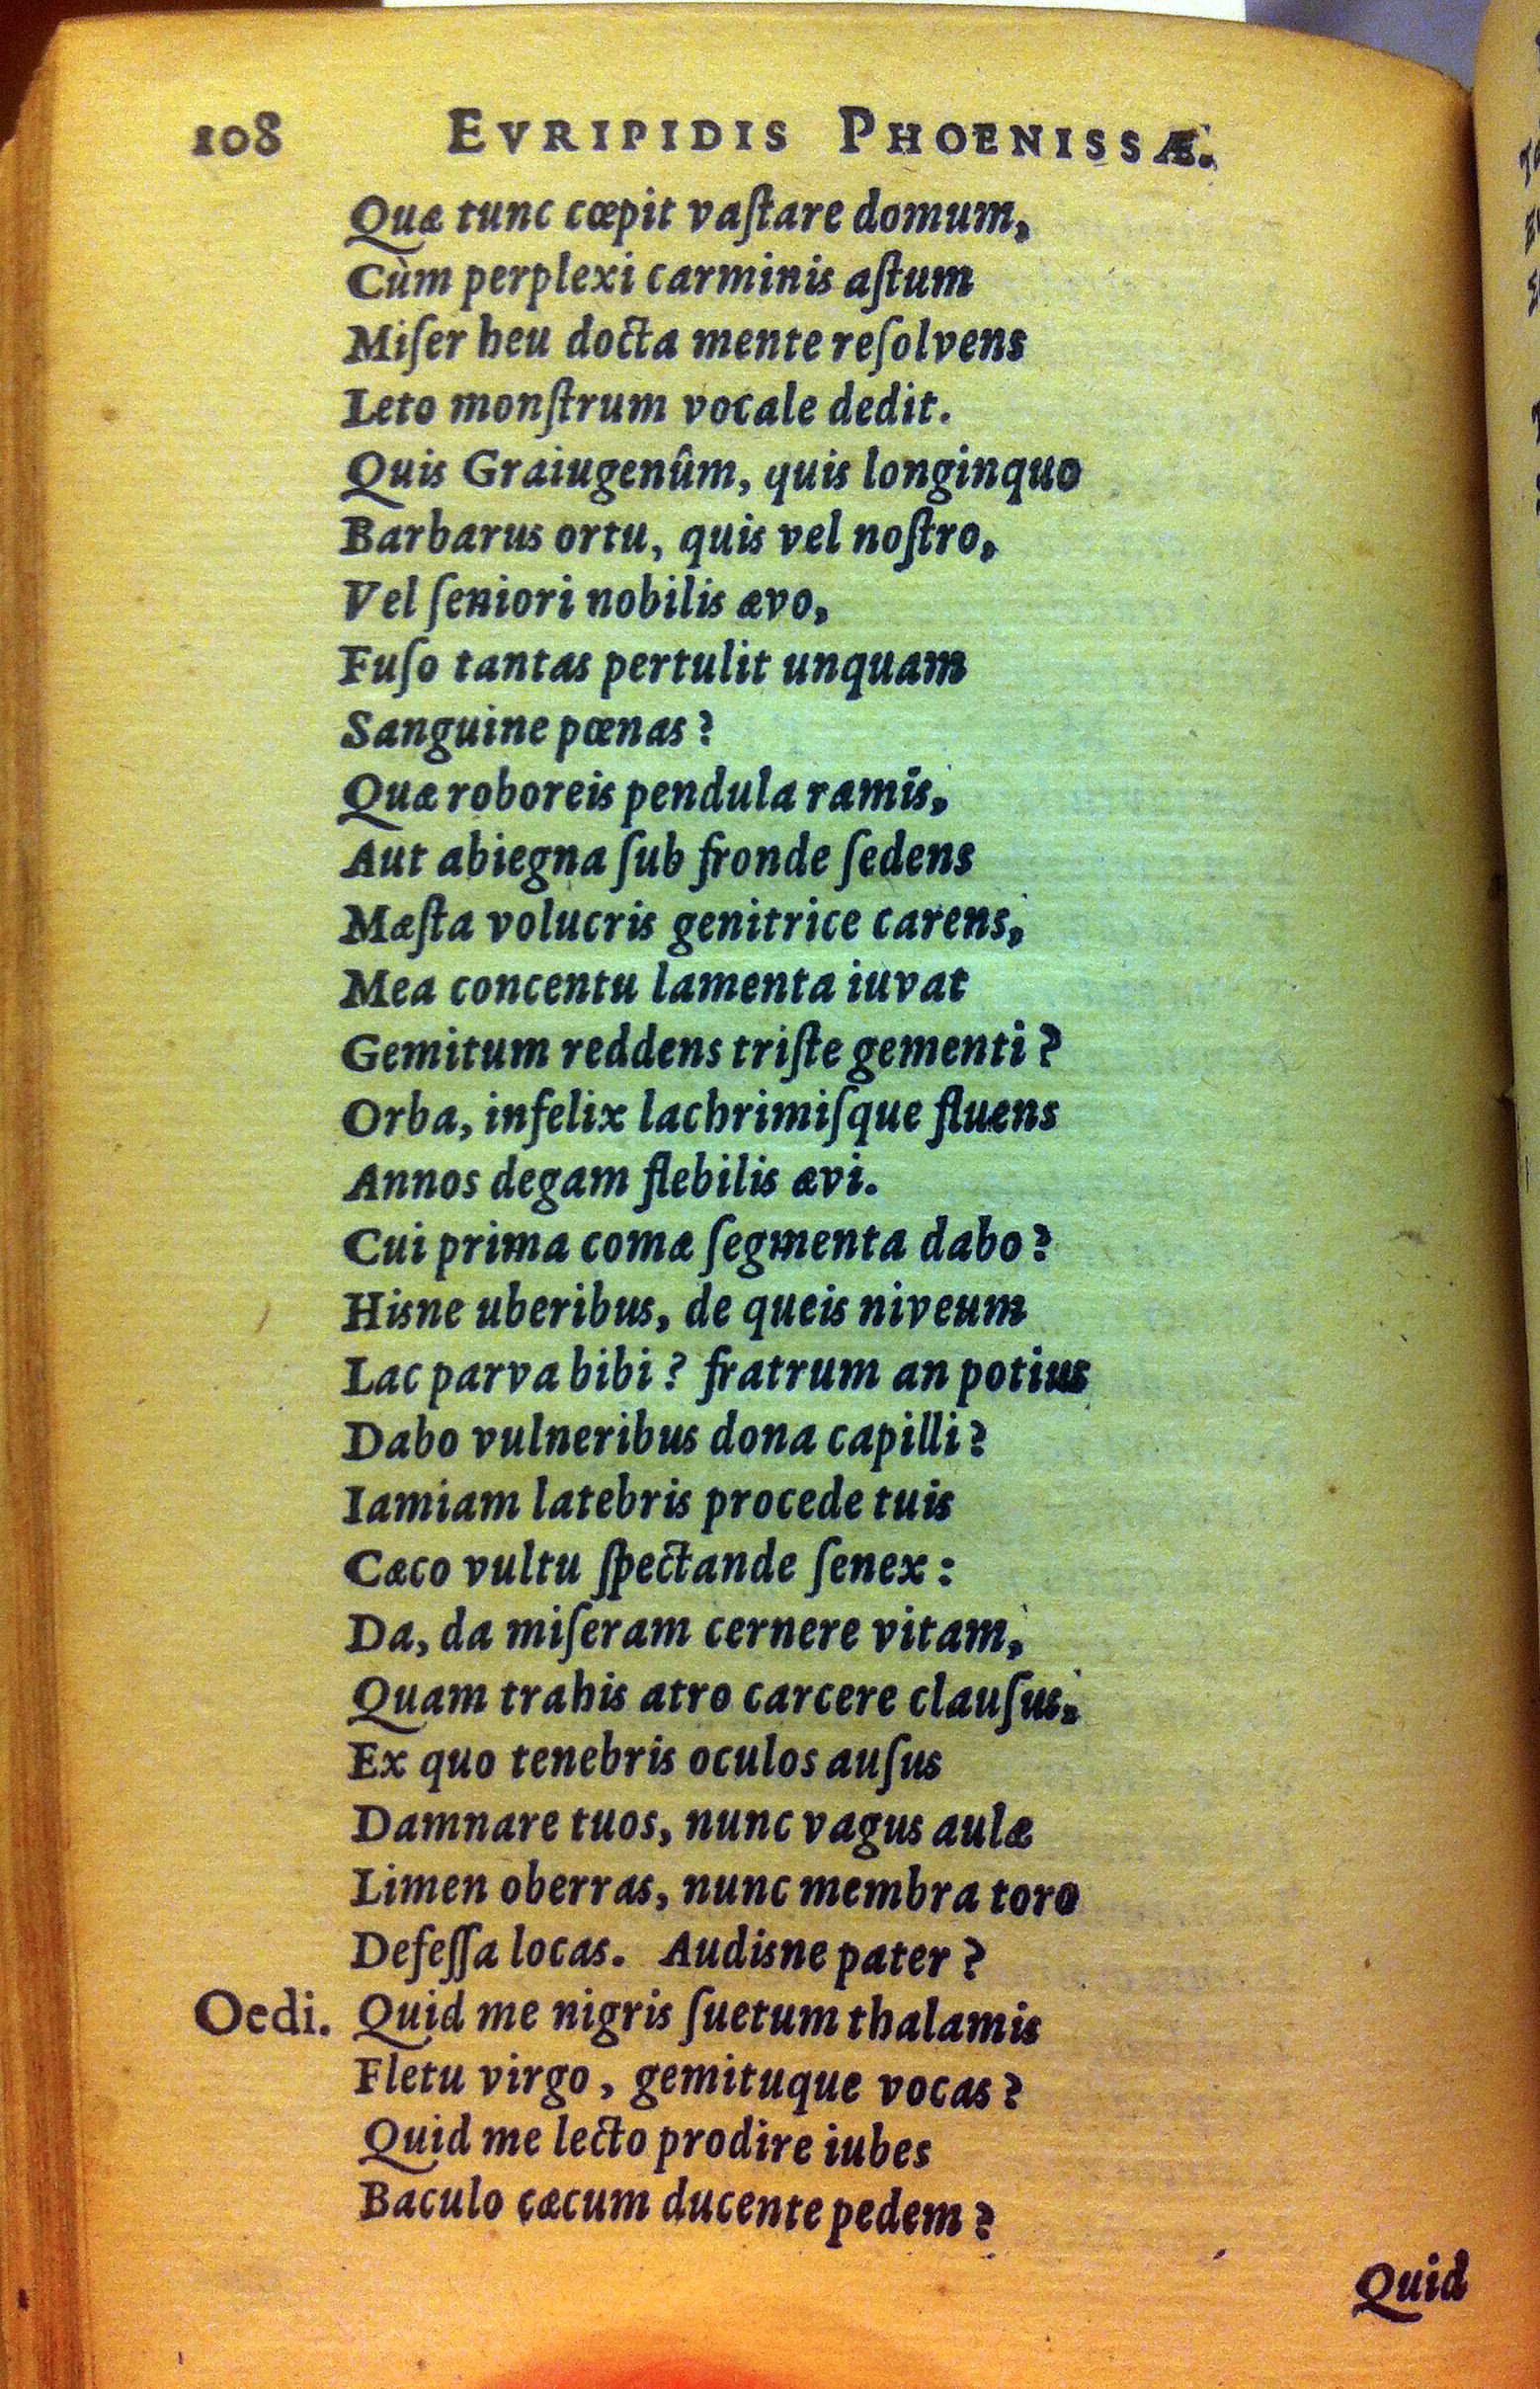 108 EVRIPIDIS PHOENISSÆ.
Quæ tunc cœpit vaſtare domum,
Cùm perplexi carminis aſtum
Miſer heu docta mente reſolvens
Leto monſtrum vocale dedit.
Quis Graiugenûm, quis longinquo
Barbarus ortu, quis vel noſtro,
Vel ſeniori nobilis ævo,
Fuſo tantas pertulit unquam
Sanguine pœnas?
Quæ roboreis pendula ramis,
Aut abiegna ſub fronde ſedens
Mæſta volucris genitrice carens,
Mea concentu lamenta iuvat
Gemitum reddens triſte gementi?
Orba, infelix lachrimiſque fluens
Annos degam flebilis ævi.
Cui prima comæ ſegmenta dabo?
Hisne uberibus, de queis niveum
Lac parva bibi? fratrum an potius
Dabo vulneribus dona capilli?
Iamiam latebris procede tuis
Cæco vultu ſpectande ſenex:
Da, da miſeram cernere vitam,
Quam trahis atro carcere clauſus,
Ex quo tenebris oculos auſus
Damnare tuos, nunc vagus aulæ
Limen oberras, nunc membra toro
Defeſſa locas. Audisne pater?
Oedi. Quid me nigris ſuetum thalamis
Fletu virgo, gemituque vocas?
Quid me lecto prodire iubes
Baculo cæcum ducente pedem?
Quid